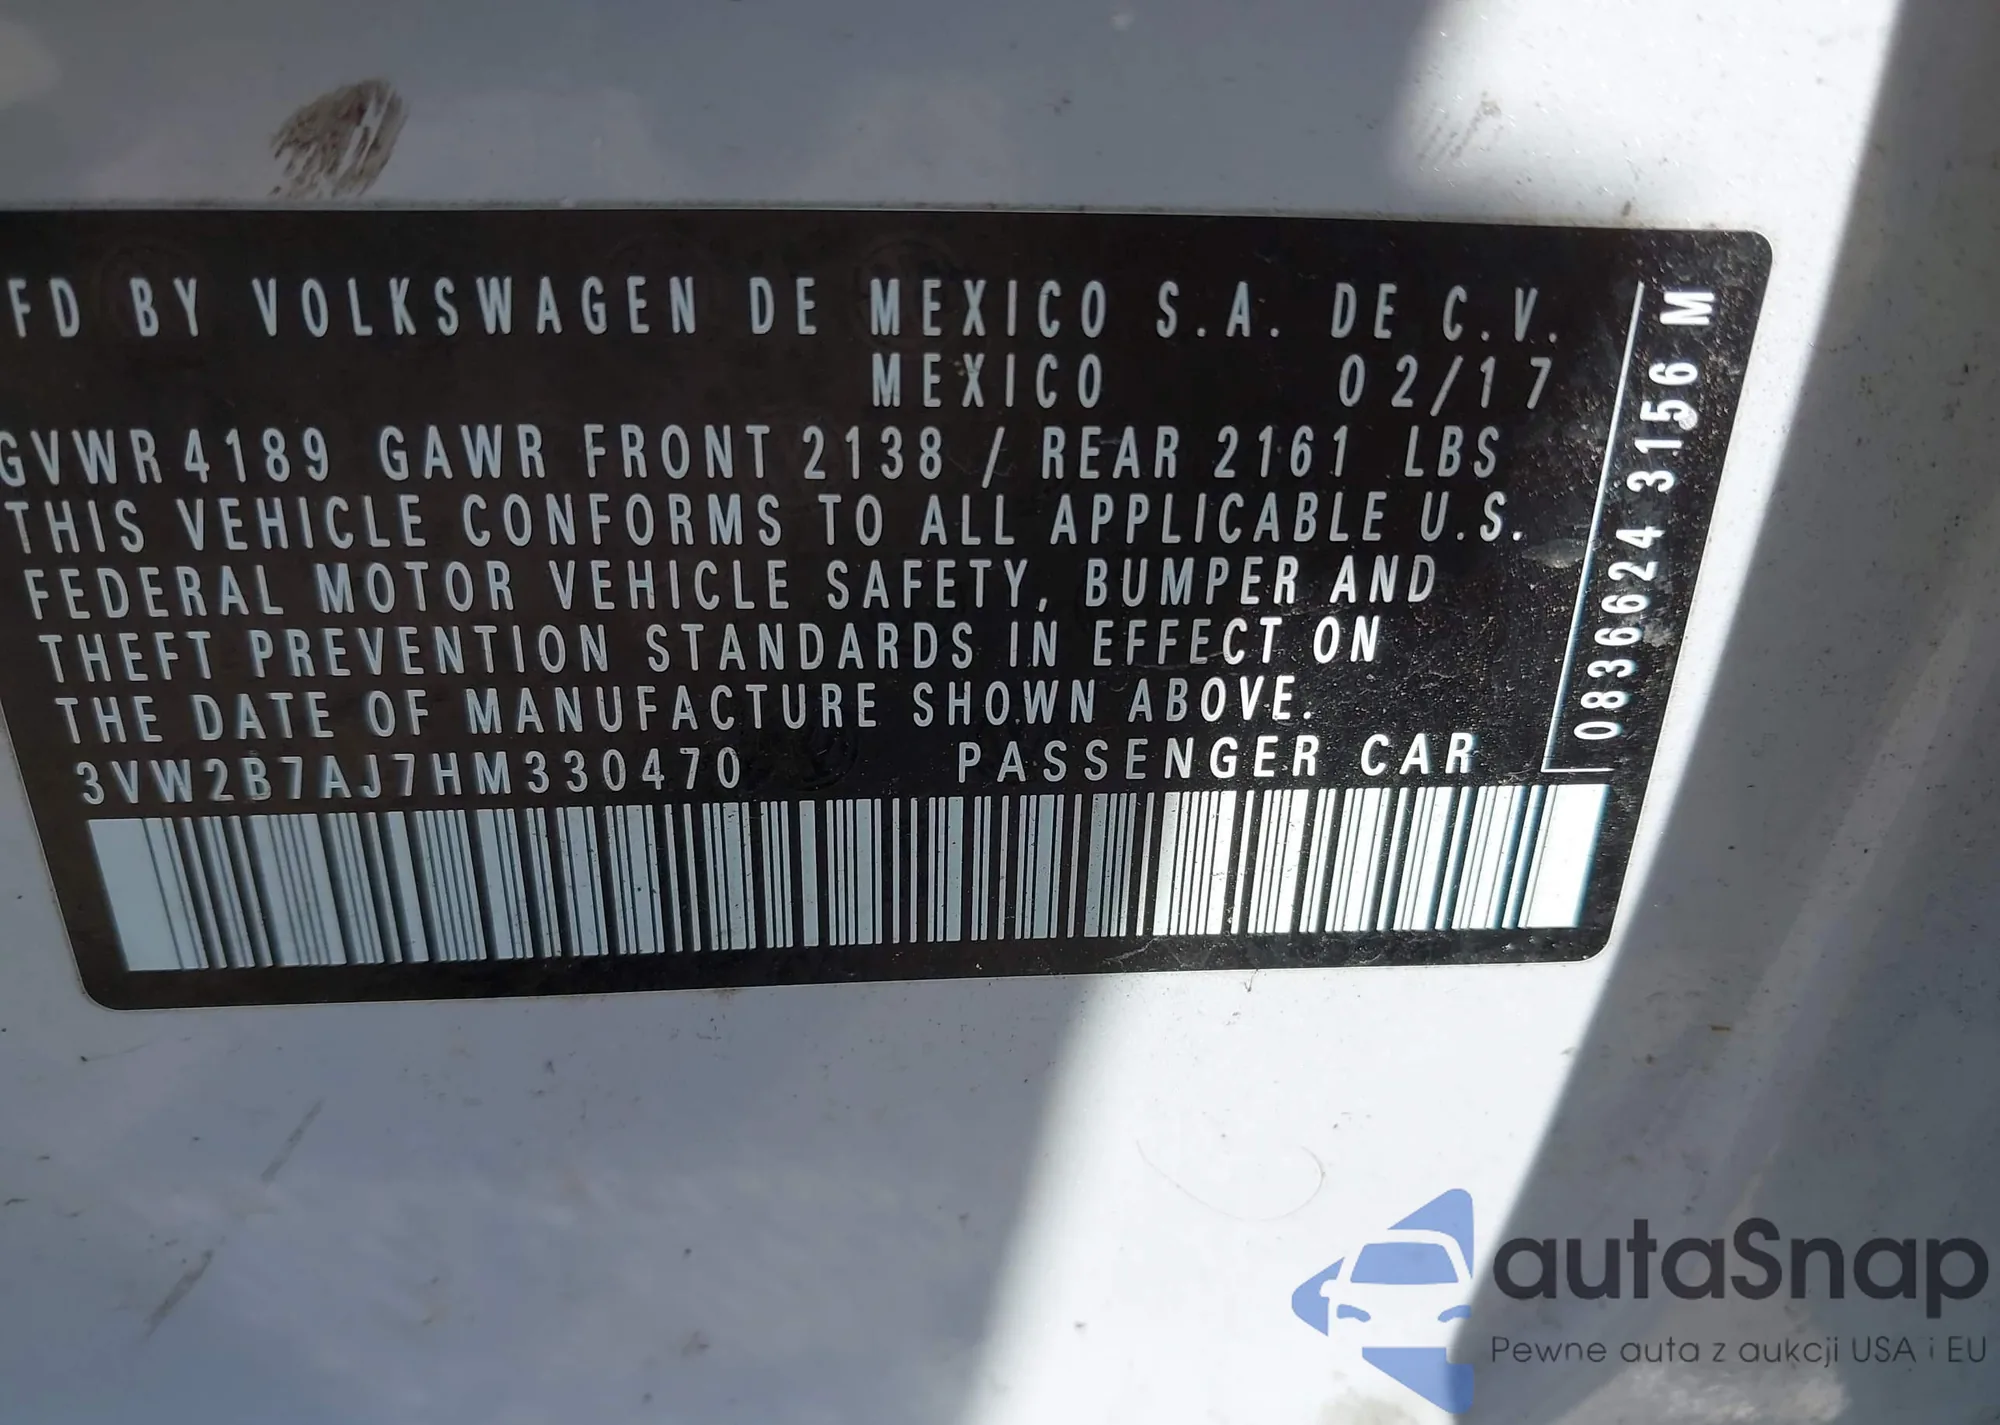 FD BY VOLKSWAGEN DE MEXICO S.A. DE C.V.
MEXICO 02/17
GVWR 4189 GAWR FRONT 2138 / REAR 2161 LBS
THIS VEHICLE CONFORMS TO ALL APPLICABLE U.S.
FEDERAL MOTOR VEHICLE SAFETY, BUMPER AND
THEFT PREVENTION STANDARDS IN EFFECT ON
THE DATE OF MANUFACTURE SHOWN ABOVE.
3VW2B7AJ7HM330470 PASSENGER CAR
0836624 3156 M
autaSnap
Pewne auta z aukcji USA i EU